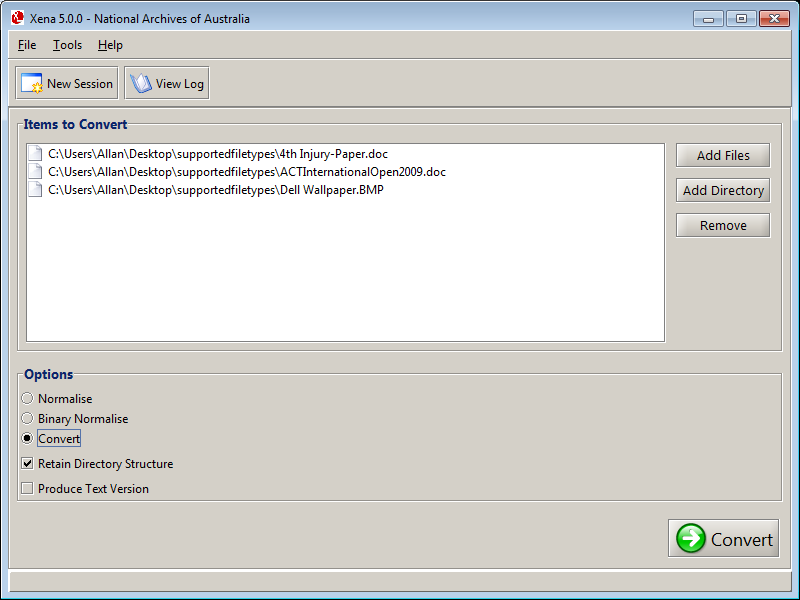 Xena 5.0.0 - National Archives of Australia
File Tools Help
New Session View Log
Items to Convert
C:\Users\Allan\Desktop\supportedfiletypes\4th Injury-Paper.doc
C:\Users\Allan\Desktop\supportedfiletypes\ACTInternationalOpen2009.doc
C:\Users\Allan\Desktop\supportedfiletypes\Dell Wallpaper.BMP
Add Files
Add Directory
Remove
Options
Normalise
Binary Normalise
Convert
Retain Directory Structure
Produce Text Version
Convert